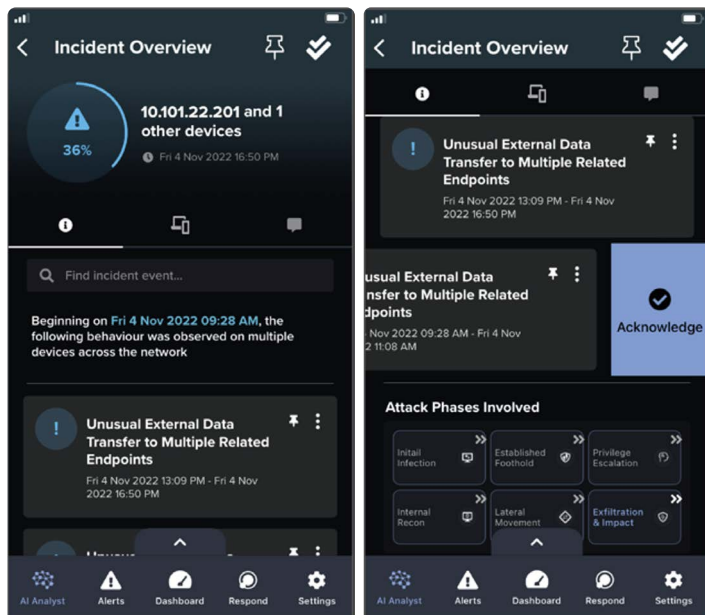 Incident Overview
10.101.22.201 and 1
other devices
36%
Fri 4 Nov 2022 16:50 PM
Find incident event...
Beginning on Fri 4 Nov 2022 09:28 AM, the
following behaviour was observed on multiple
devices across the network
Unusual External Data
Transfer to Multiple Related
Endpoints
Fri 4 Nov 2022 13:09 PM - Fri 4 Nov
2022 16:50 PM
AI Analyst
Alerts
Dashboard
Respond
Settings
Incident Overview
Unusual External Data
Transfer to Multiple Related
Endpoints
Fri 4 Nov 2022 13:09 PM - Fri 4 Nov
2022 16:50 PM
usual External Data
nsfer to Multiple Related
dpoints
Nov 2022 09:28 AM - Fri 4 Nov
2 11:08 AM
Acknowledge
Attack Phases Involved
Initail
Infection
Established
Foothold
Privilege
Escalation
Internal
Recon
Lateral
Movement
Exfiltration
& Impact
AI Analyst
Alerts
Dashboard
Respond
Settings